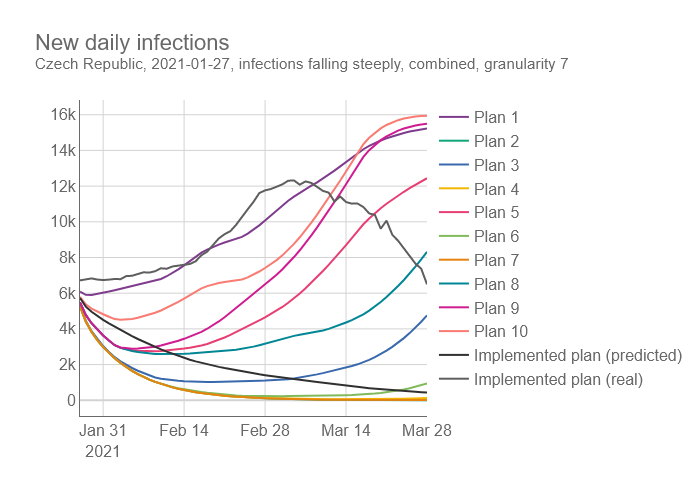 New daily infections
Czech Republic, 2021-01-27, infections falling steeply, combined, granularity 7
16k
14k
12k
10k
8k
6k
4k
2k
0
Jan 31
2021
Feb 14
Feb 28
Mar 14
Mar 28
Plan 1
Plan 2
Plan 3
Plan 4
Plan 5
Plan 6
Plan 7
Plan 8
Plan 9
Plan 10
Implemented plan (predicted)
Implemented plan (real)